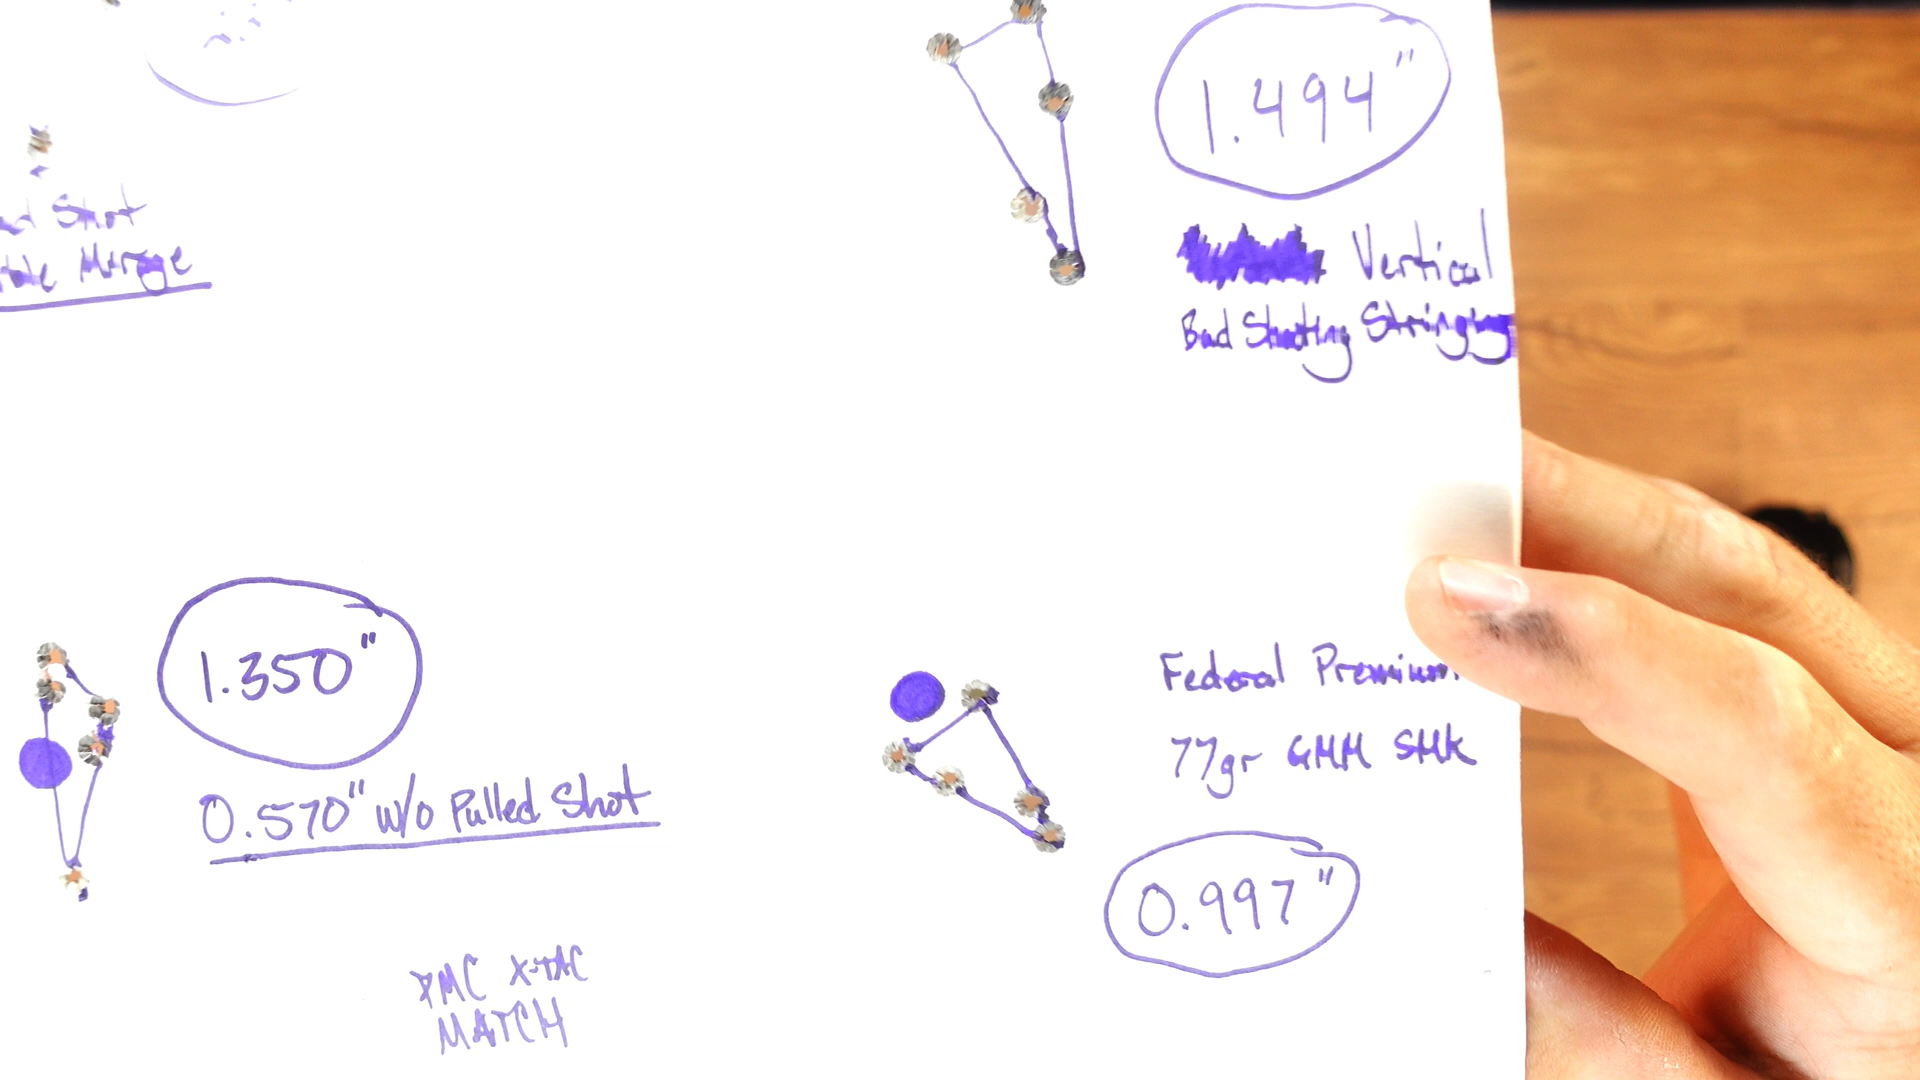 1.494"
Shot
Vertical
Merge
Bad Shooting Stringing
1.350"
Federal Premium
77gr GMM SMK
0.570" w/o Pulled Shot
0.997"
PMC X-TAC
MATCH